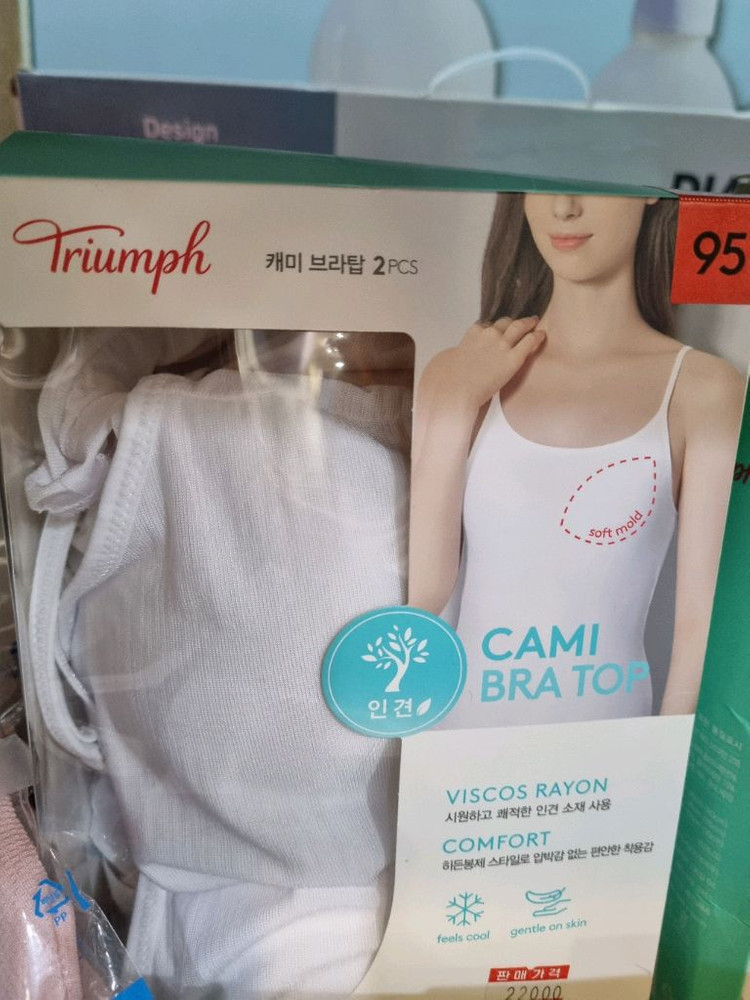 Design
Triumph
캐미 브라탑 2PCS
95
soft mold
CAMI
BRA TOP
인견
VISCOS RAYON
시원하고 쾌적한 인견 소재 사용
COMFORT
히든봉제 스타일로 압박감 없는 편안한 착용감
feels cool
gentle on skin
PP
판매가격
22000